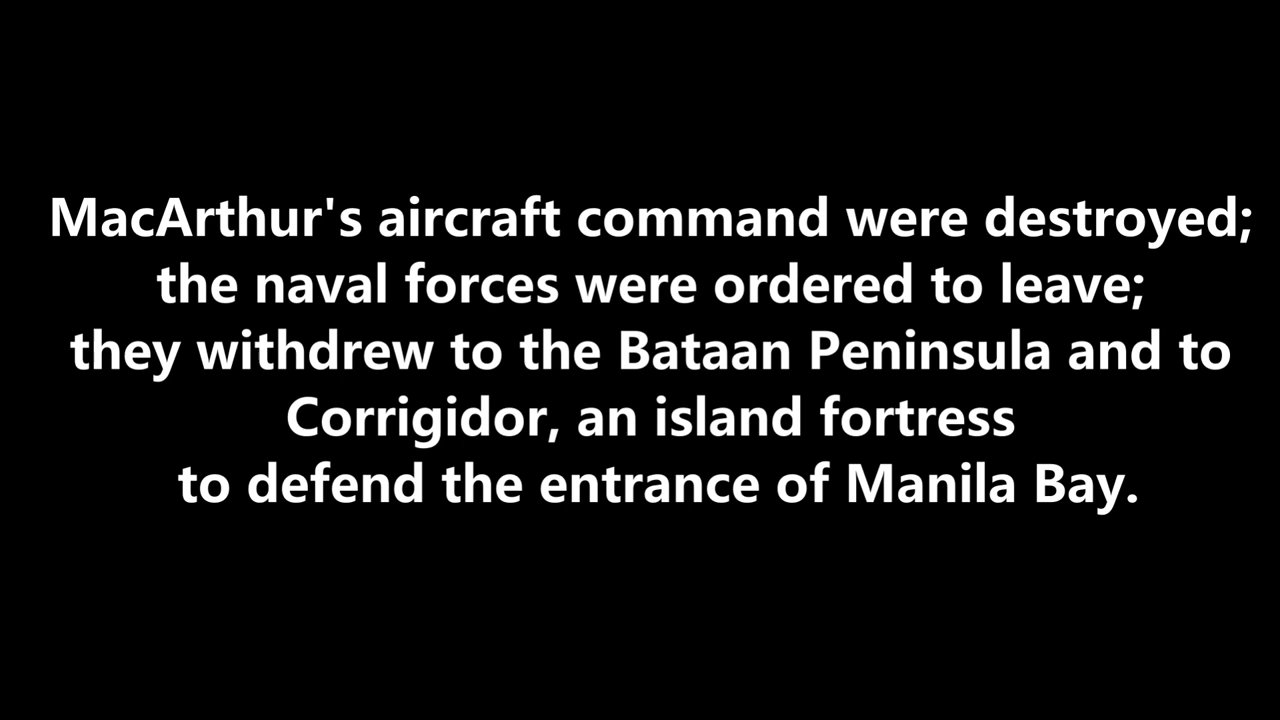 MacArthur's aircraft command were destroyed;
the naval forces were ordered to leave;
they withdrew to the Bataan Peninsula and to
Corrigidor, an island fortress
to defend the entrance of Manila Bay.